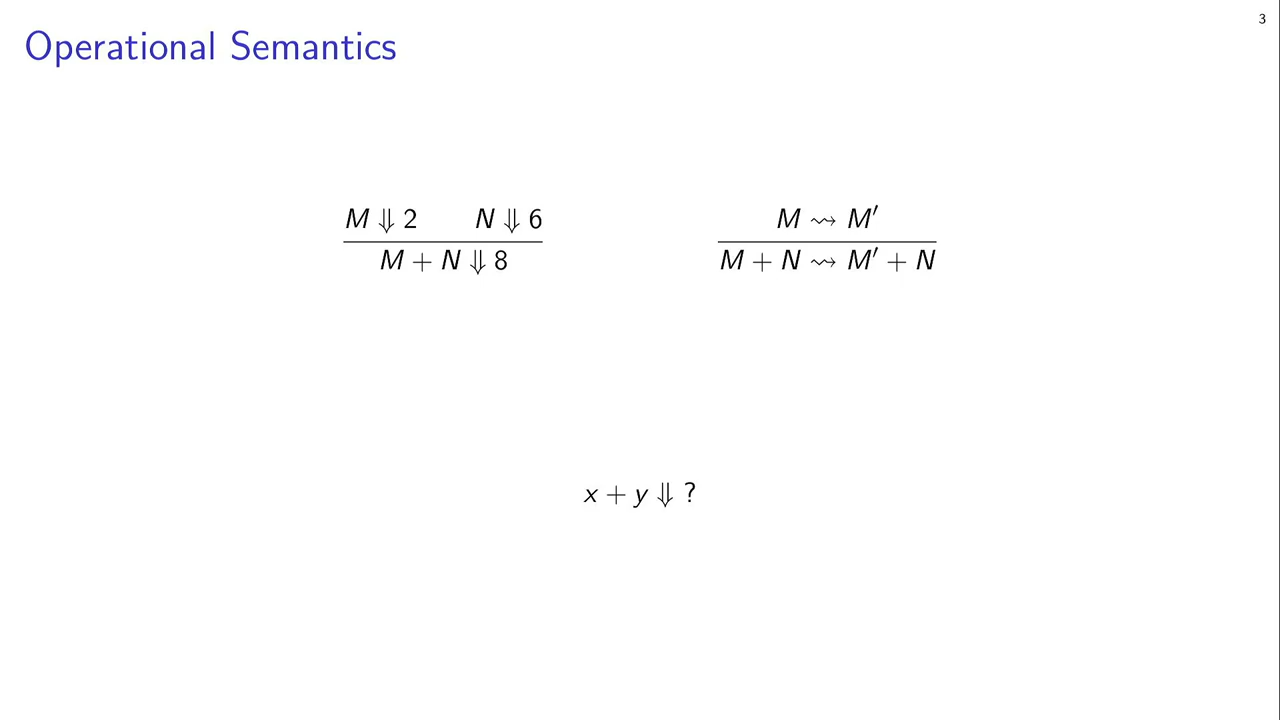 3
Operational Semantics
M ⇓ 2 N ⇓ 6
M + N ⇓ 8
M ⇝ M′
M + N ⇝ M′ + N
x + y ⇓ ?